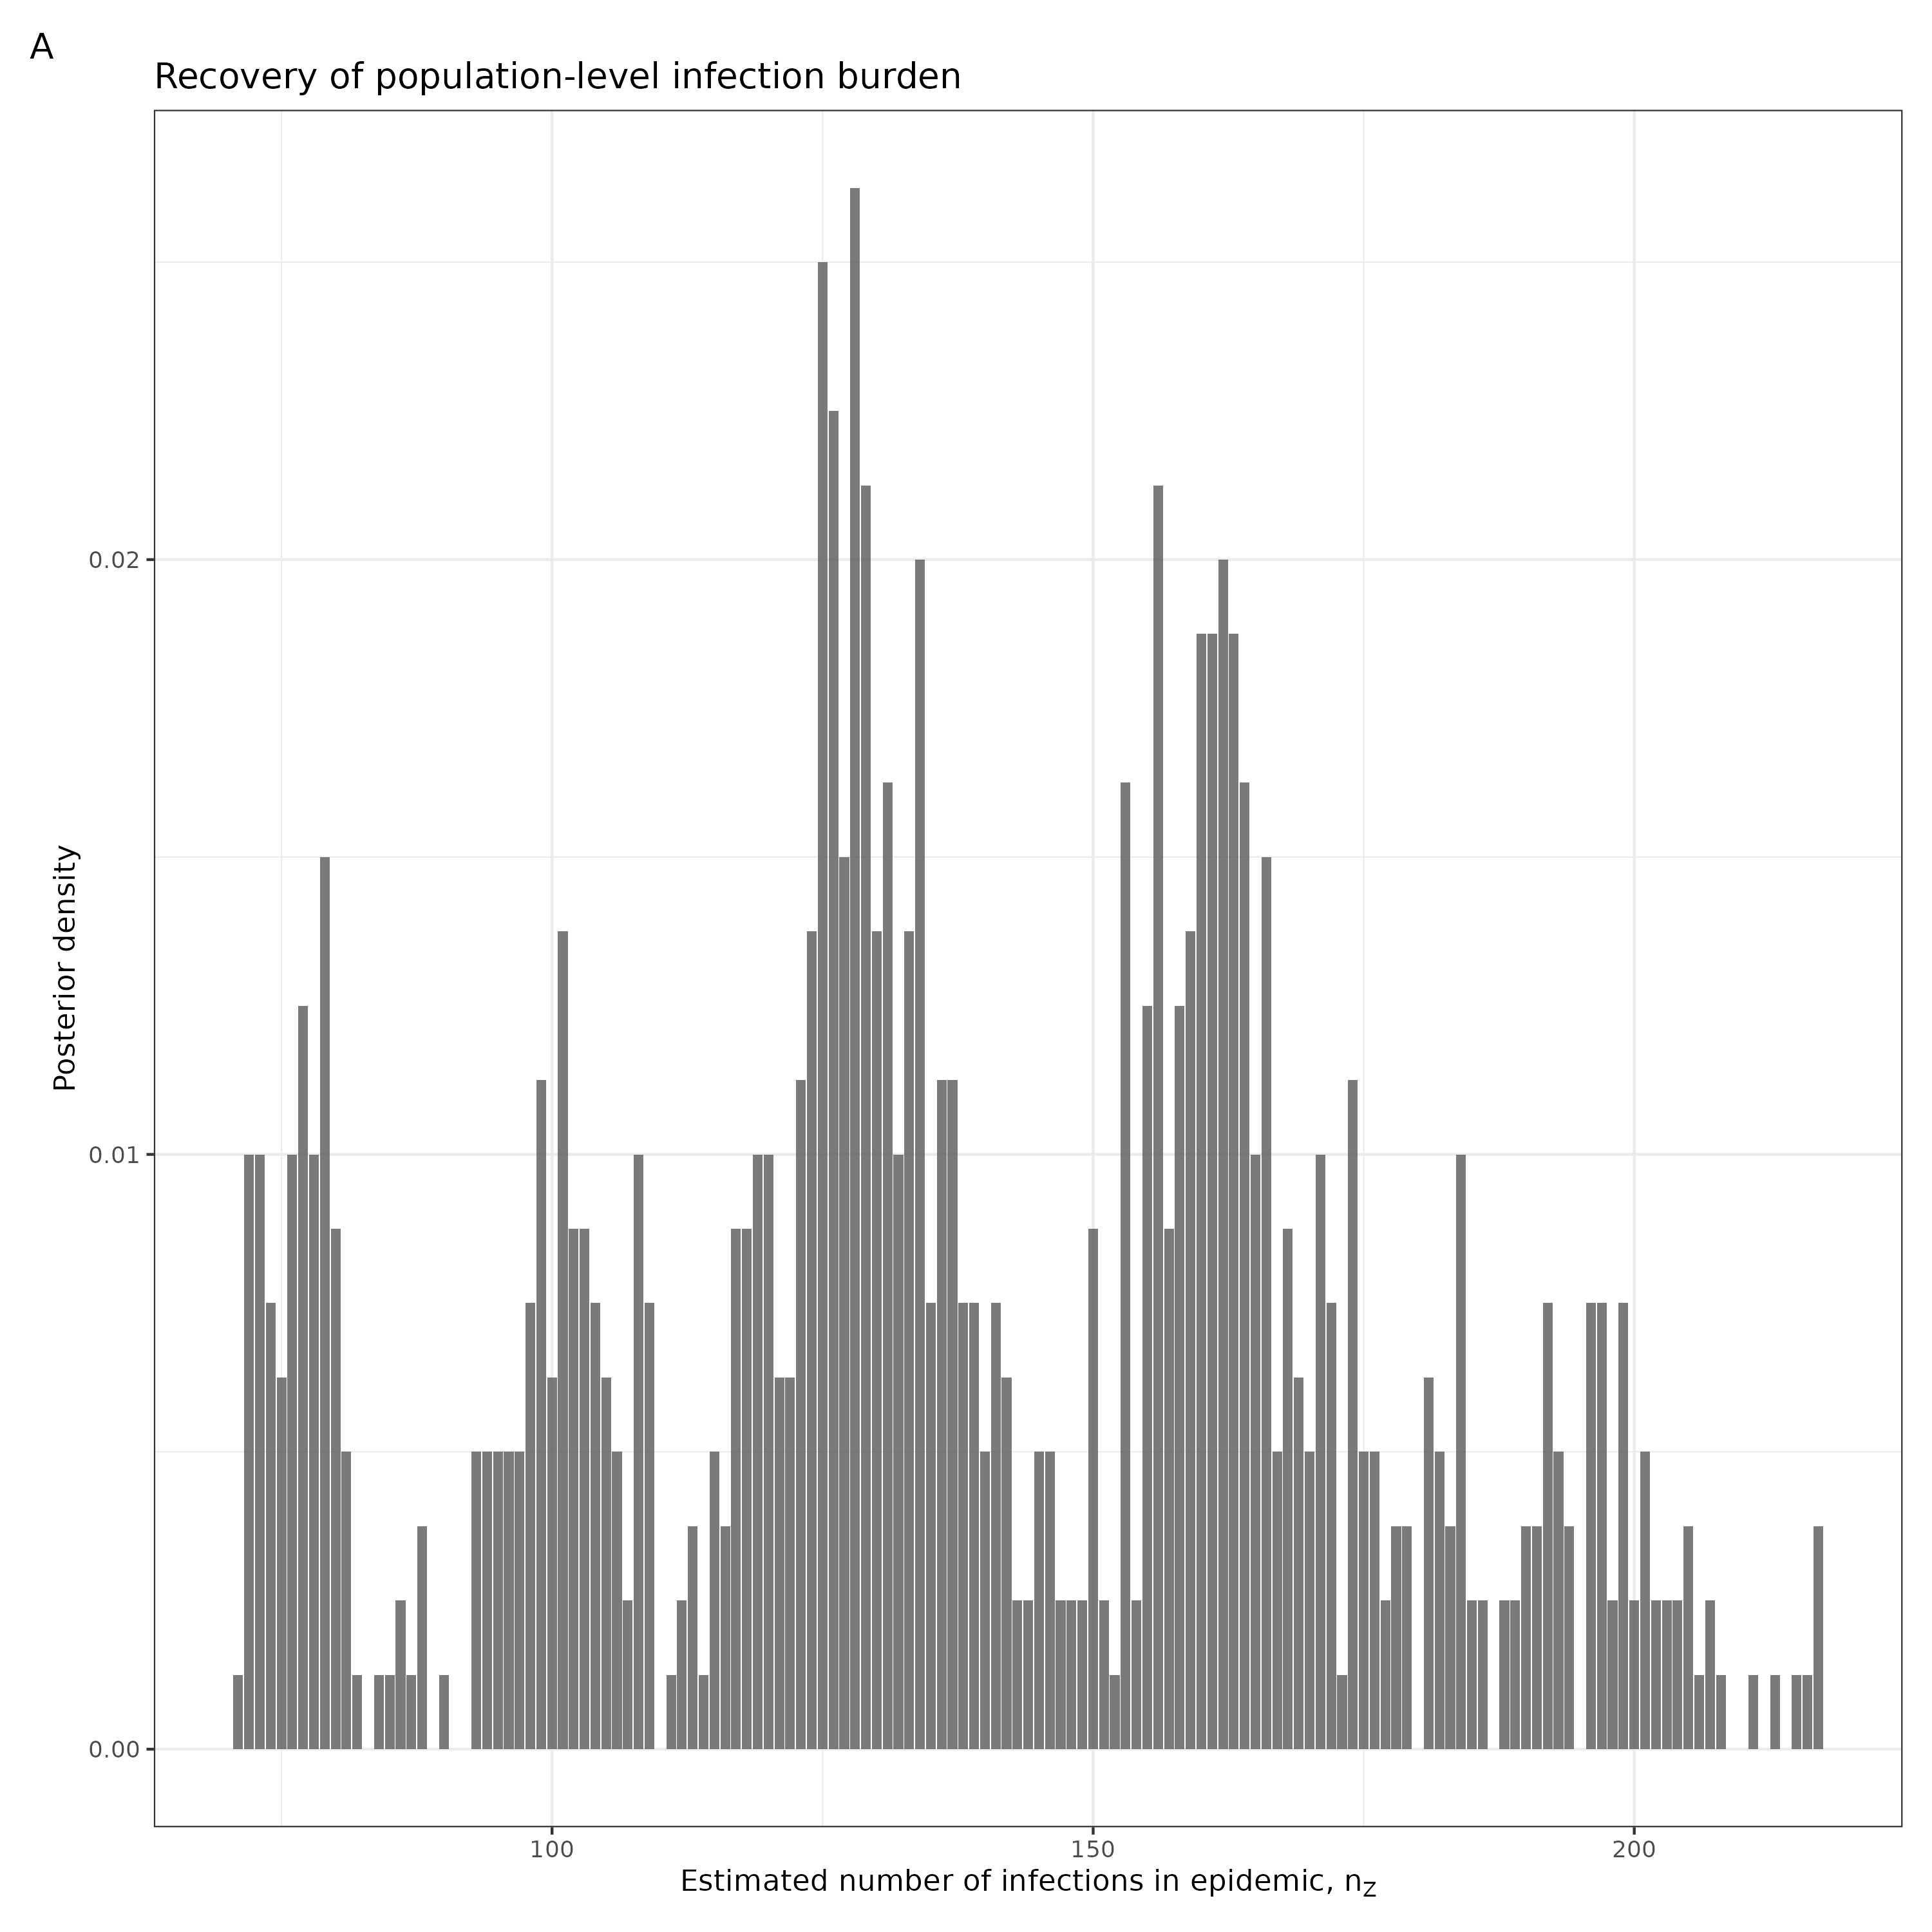 A
Recovery of population-level infection burden
Posterior density
0.02
0.01
0.00
100 150 200
Estimated number of infections in epidemic, nZ